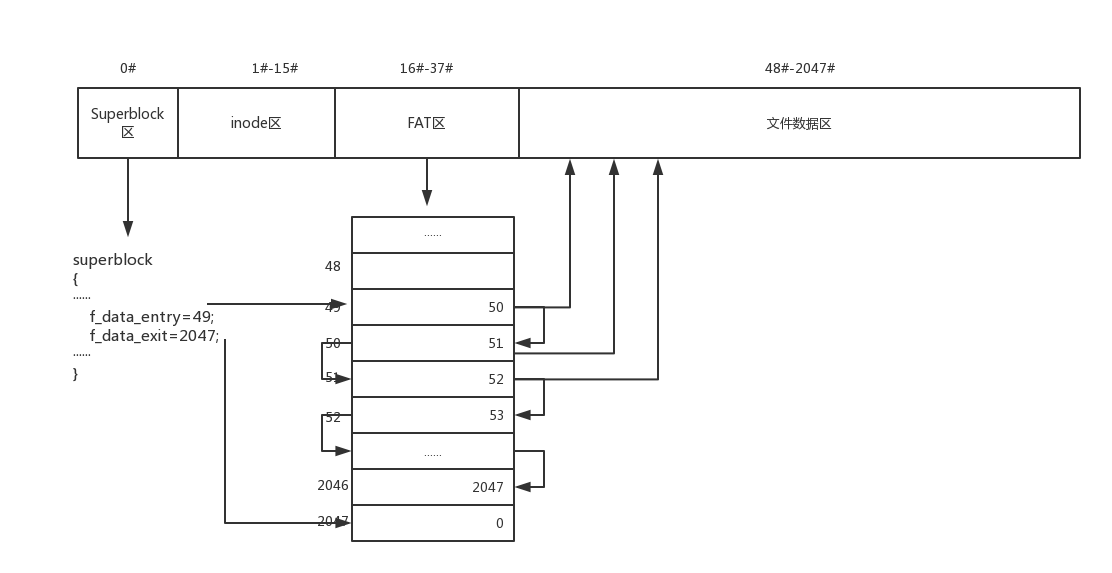 0#
1#-15#
16#-37#
48#-2047#
Superblock
区
inode区
FAT区
文件数据区
superblock
{
......
f_data_entry=49;
f_data_exit=2047;
......
}
......
48
49
50
50
51
51
52
52
53
......
2046
2047
2047
0